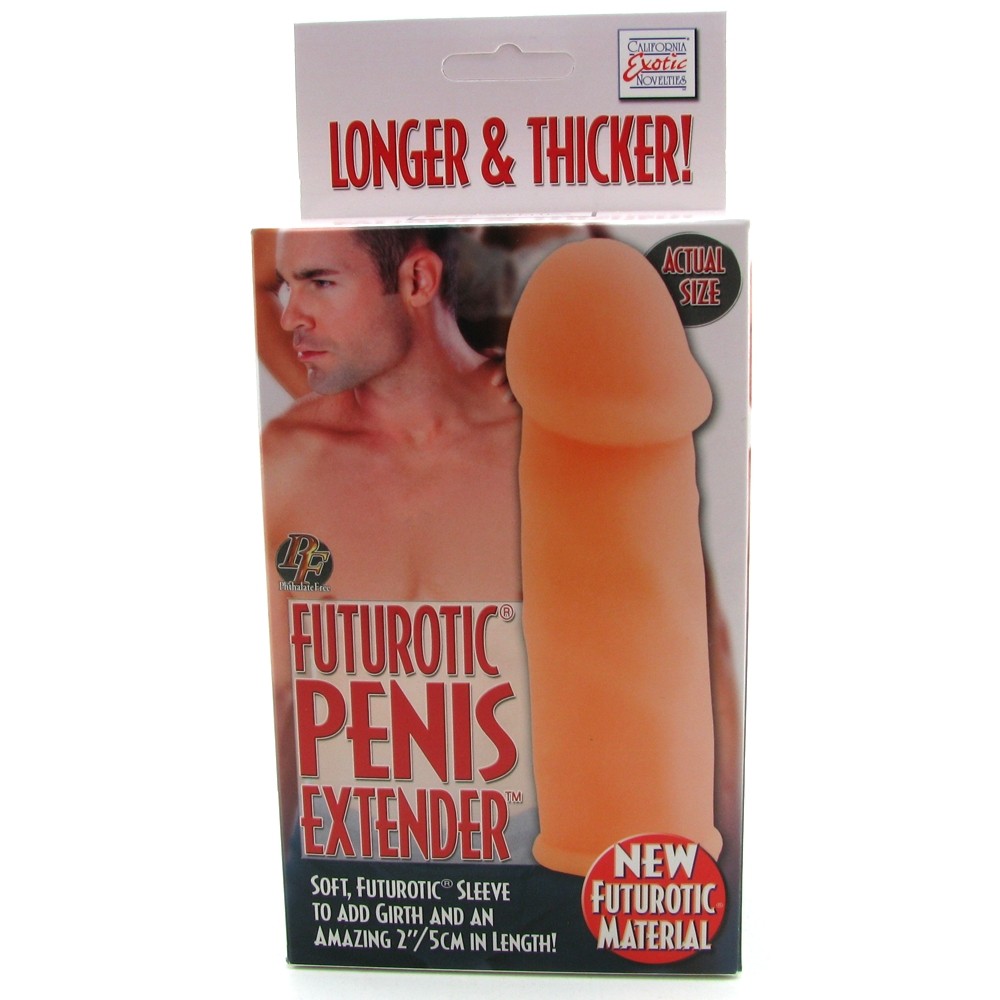 CALIFORNIA
Exotic
NOVELTIES™
LONGER & THICKER!
ACTUAL
SIZE
PF
Phthalate Free
FUTUROTIC®
PENIS
EXTENDER™
SOFT, FUTUROTIC® SLEEVE
TO ADD GIRTH AND AN
AMAZING 2"/5CM IN LENGTH!
NEW
FUTUROTIC®
MATERIAL